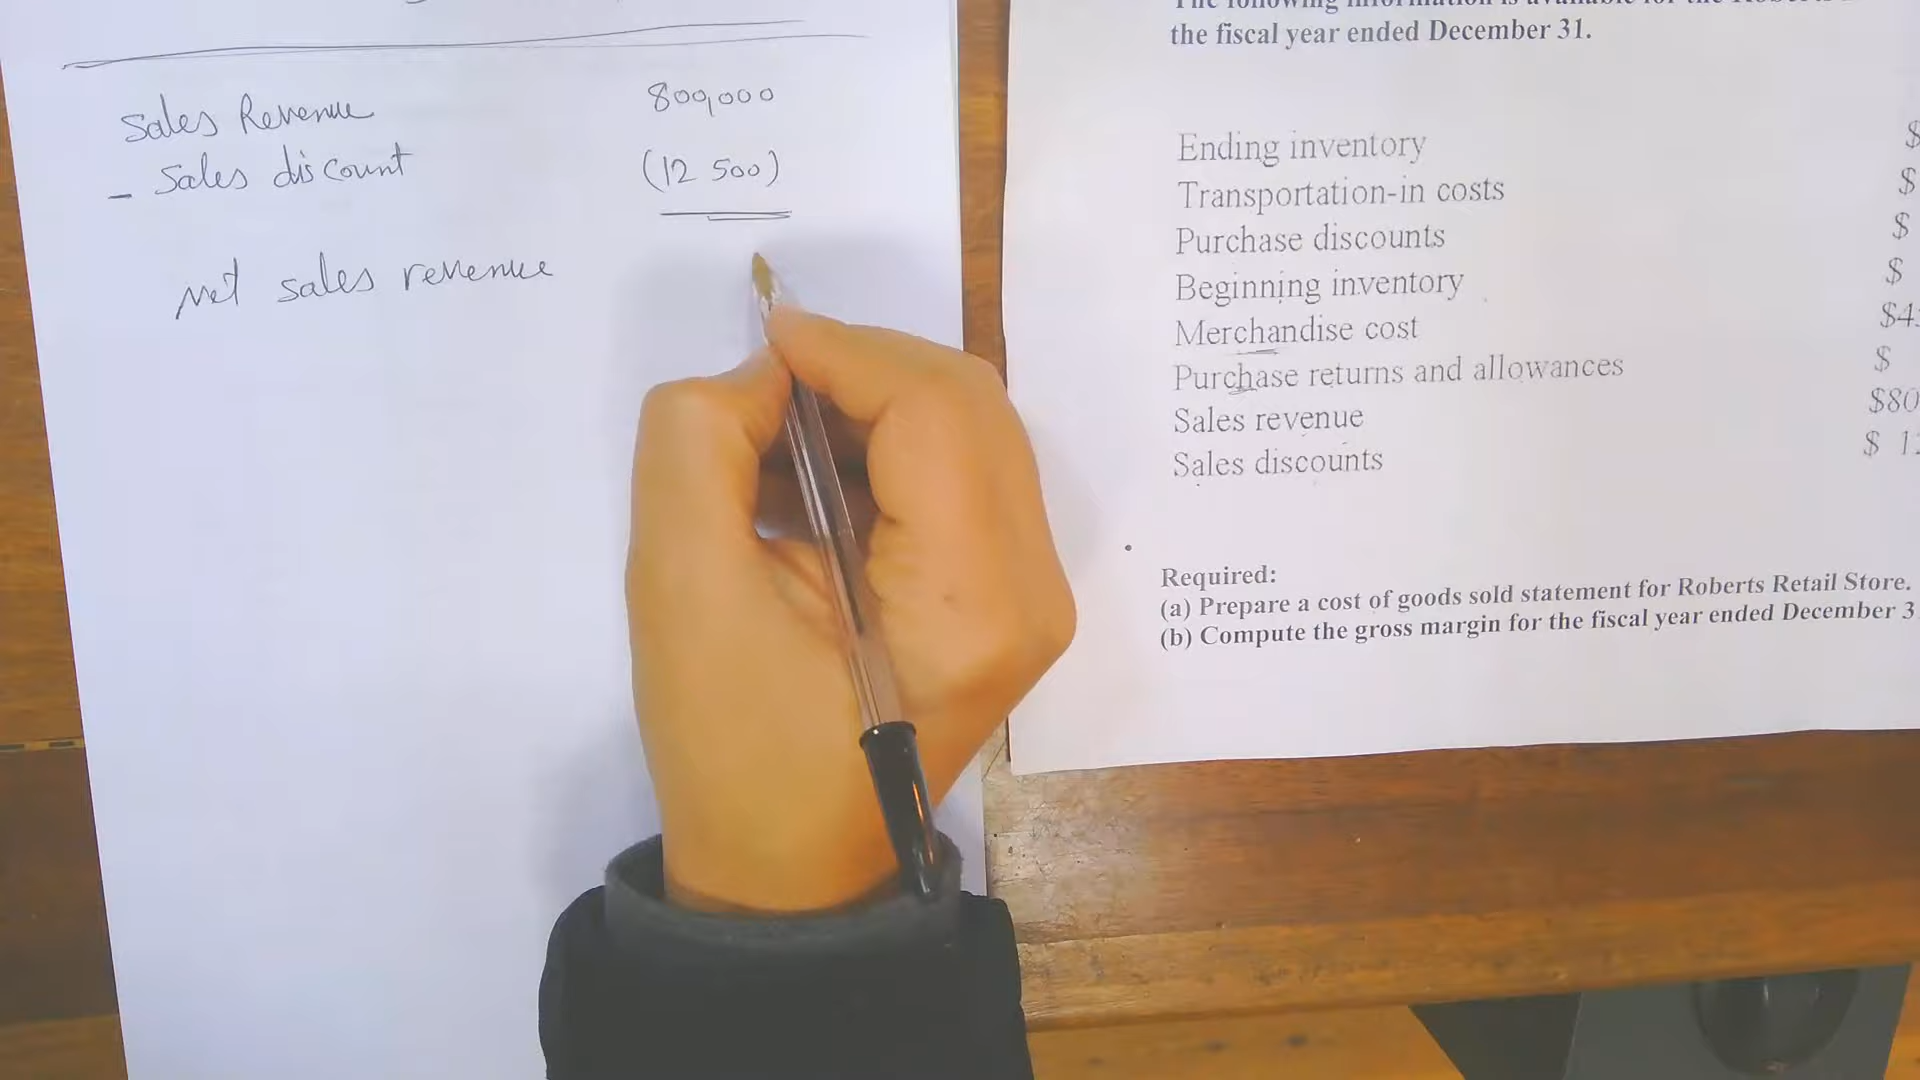 Sales Revenue 800,000
- Sales discount (12 500)
net sales revenue
the fiscal year ended December 31.
Ending inventory $
Transportation-in costs $
Purchase discounts $
Beginning inventory $
Merchandise cost $4
Purchase returns and allowances $
Sales revenue $80
Sales discounts $ 12
Required:
(a) Prepare a cost of goods sold statement for Roberts Retail Store.
(b) Compute the gross margin for the fiscal year ended December 3